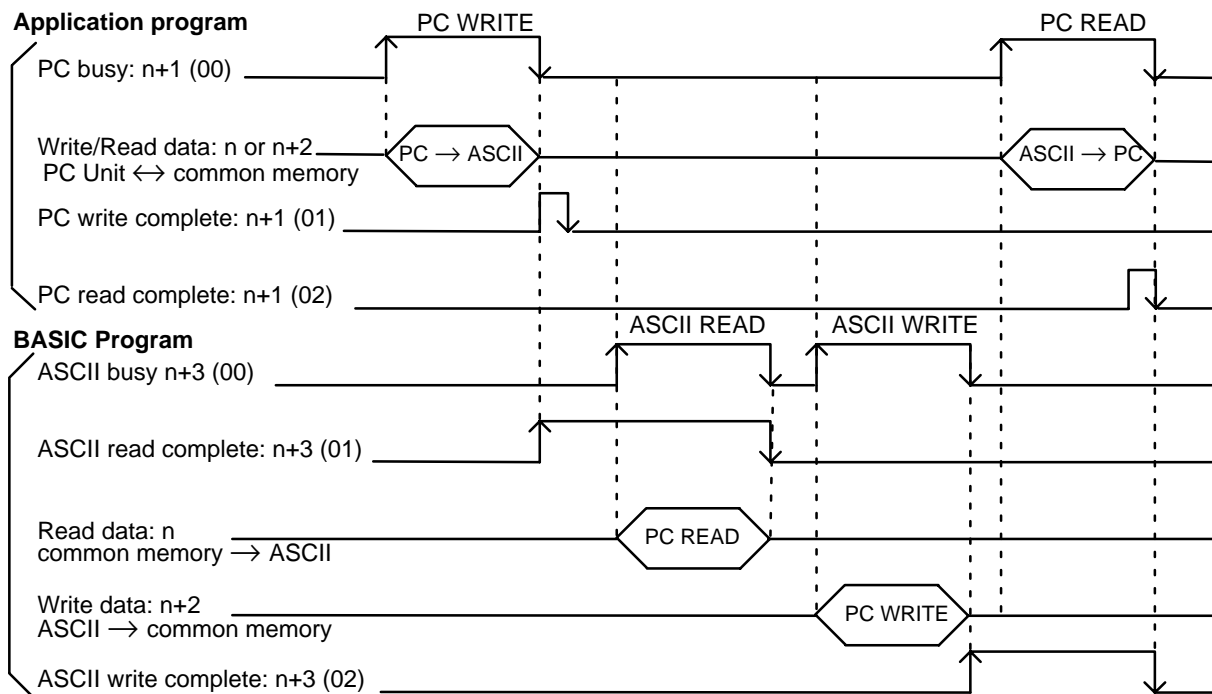 Application program
PC WRITE
PC READ
PC busy: n+1 (00)
Write/Read data: n or n+2
PC Unit ↔ common memory
PC → ASCII
ASCII → PC
PC write complete: n+1 (01)
PC read complete: n+1 (02)
BASIC Program
ASCII READ
ASCII WRITE
ASCII busy n+3 (00)
ASCII read complete: n+3 (01)
Read data: n
common memory → ASCII
PC READ
Write data: n+2
ASCII → common memory
PC WRITE
ASCII write complete: n+3 (02)